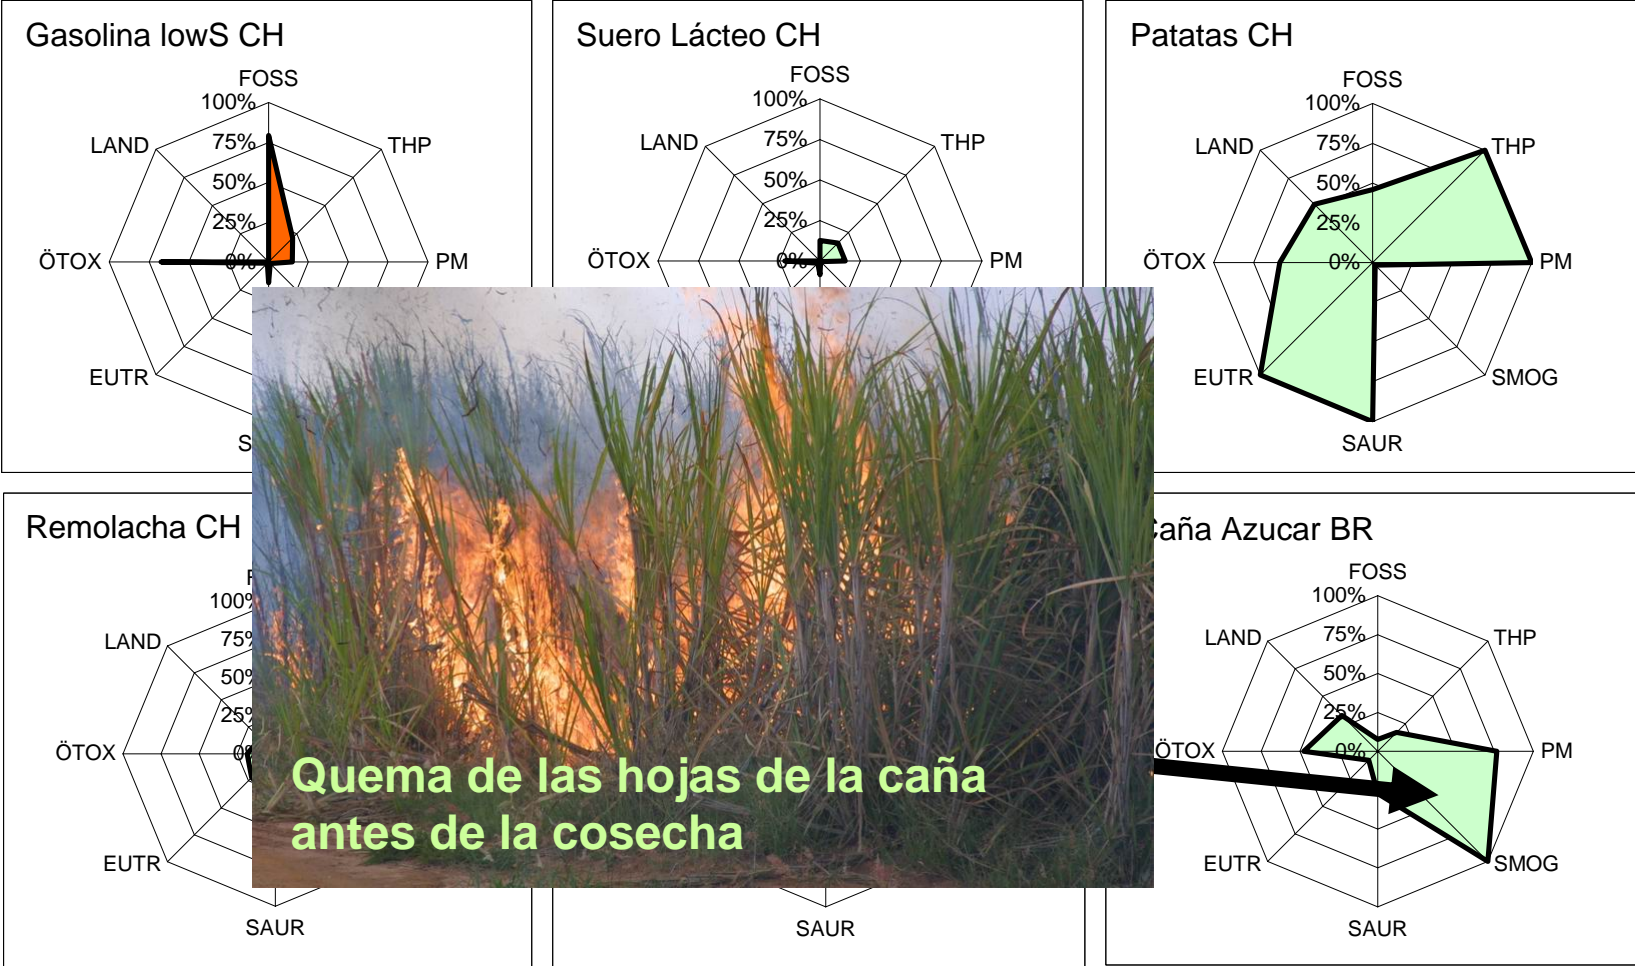 Gasolina lowS CH
FOSS
100%
75%
50%
25%
0%
THP
PM
EUTR
ÖTOX
LAND
Suero Lácteo CH
FOSS
100%
75%
50%
25%
0%
THP
PM
ÖTOX
LAND
Patatas CH
FOSS
100%
75%
50%
25%
0%
THP
PM
SMOG
SAUR
EUTR
ÖTOX
LAND
Remolacha CH
100%
75%
50%
25%
SAUR
EUTR
ÖTOX
LAND
SAUR
Caña Azucar BR
FOSS
100%
75%
50%
25%
0%
THP
PM
SMOG
SAUR
EUTR
ÖTOX
LAND
Quema de las hojas de la caña
antes de la cosecha